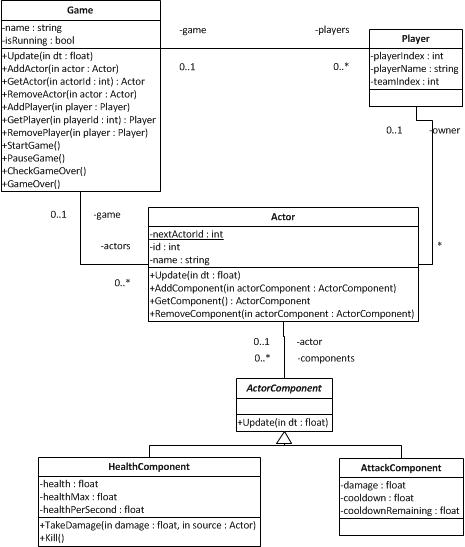 Game
-name : string
-isRunning : bool
+Update(in dt : float)
+AddActor(in actor : Actor)
+GetActor(in actorId : int) : Actor
+RemoveActor(in actor : Actor)
+AddPlayer(in player : Player)
+GetPlayer(in playerId : int) : Player
+RemovePlayer(in player : Player)
+StartGame()
+PauseGame()
+CheckGameOver()
+GameOver()
-game
-players
0..1
0..*
Player
-playerIndex : int
-playerName : string
-teamIndex : int
0..1
-owner
*
0..1
-game
-actors
0..*
Actor
-nextActorId : int
-id : int
-name : string
+Update(in dt : float)
+AddComponent(in actorComponent : ActorComponent)
+GetComponent() : ActorComponent
+RemoveComponent(in actorComponent : ActorComponent)
0..1
-actor
0..*
-components
ActorComponent
+Update(in dt : float)
HealthComponent
-health : float
-healthMax : float
-healthPerSecond : float
+TakeDamage(in damage : float, in source : Actor)
+Kill()
AttackComponent
-damage : float
-cooldown : float
-cooldownRemaining : float